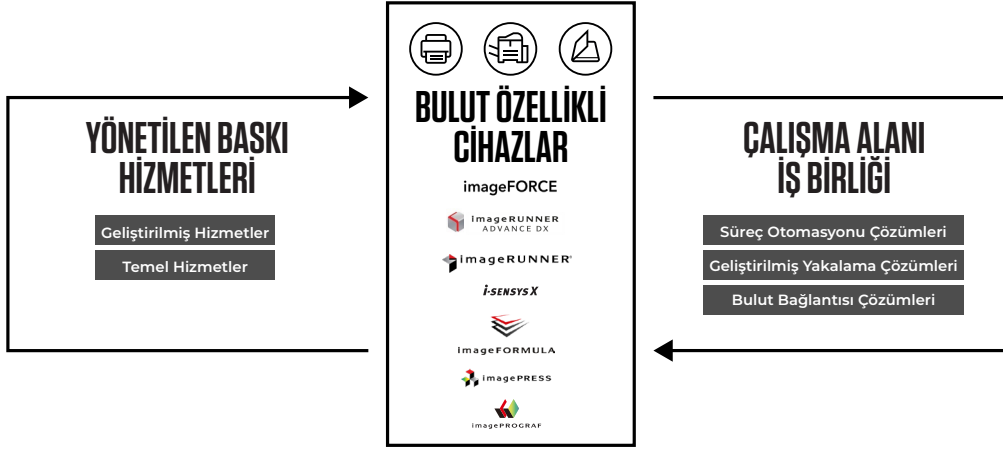 YÖNETİLEN BASKI
HİZMETLERİ
Geliştirilmiş Hizmetler
Temel Hizmetler
BULUT ÖZELLİKLİ
CİHAZLAR
imageFORCE
imageRUNNER
ADVANCE DX
imageRUNNER®
i-SENSYS X
imageFORMULA
imagePRESS
imagePROGRAF
ÇALIŞMA ALANI
İŞ BİRLİĞİ
Süreç Otomasyonu Çözümleri
Geliştirilmiş Yakalama Çözümleri
Bulut Bağlantısı Çözümleri